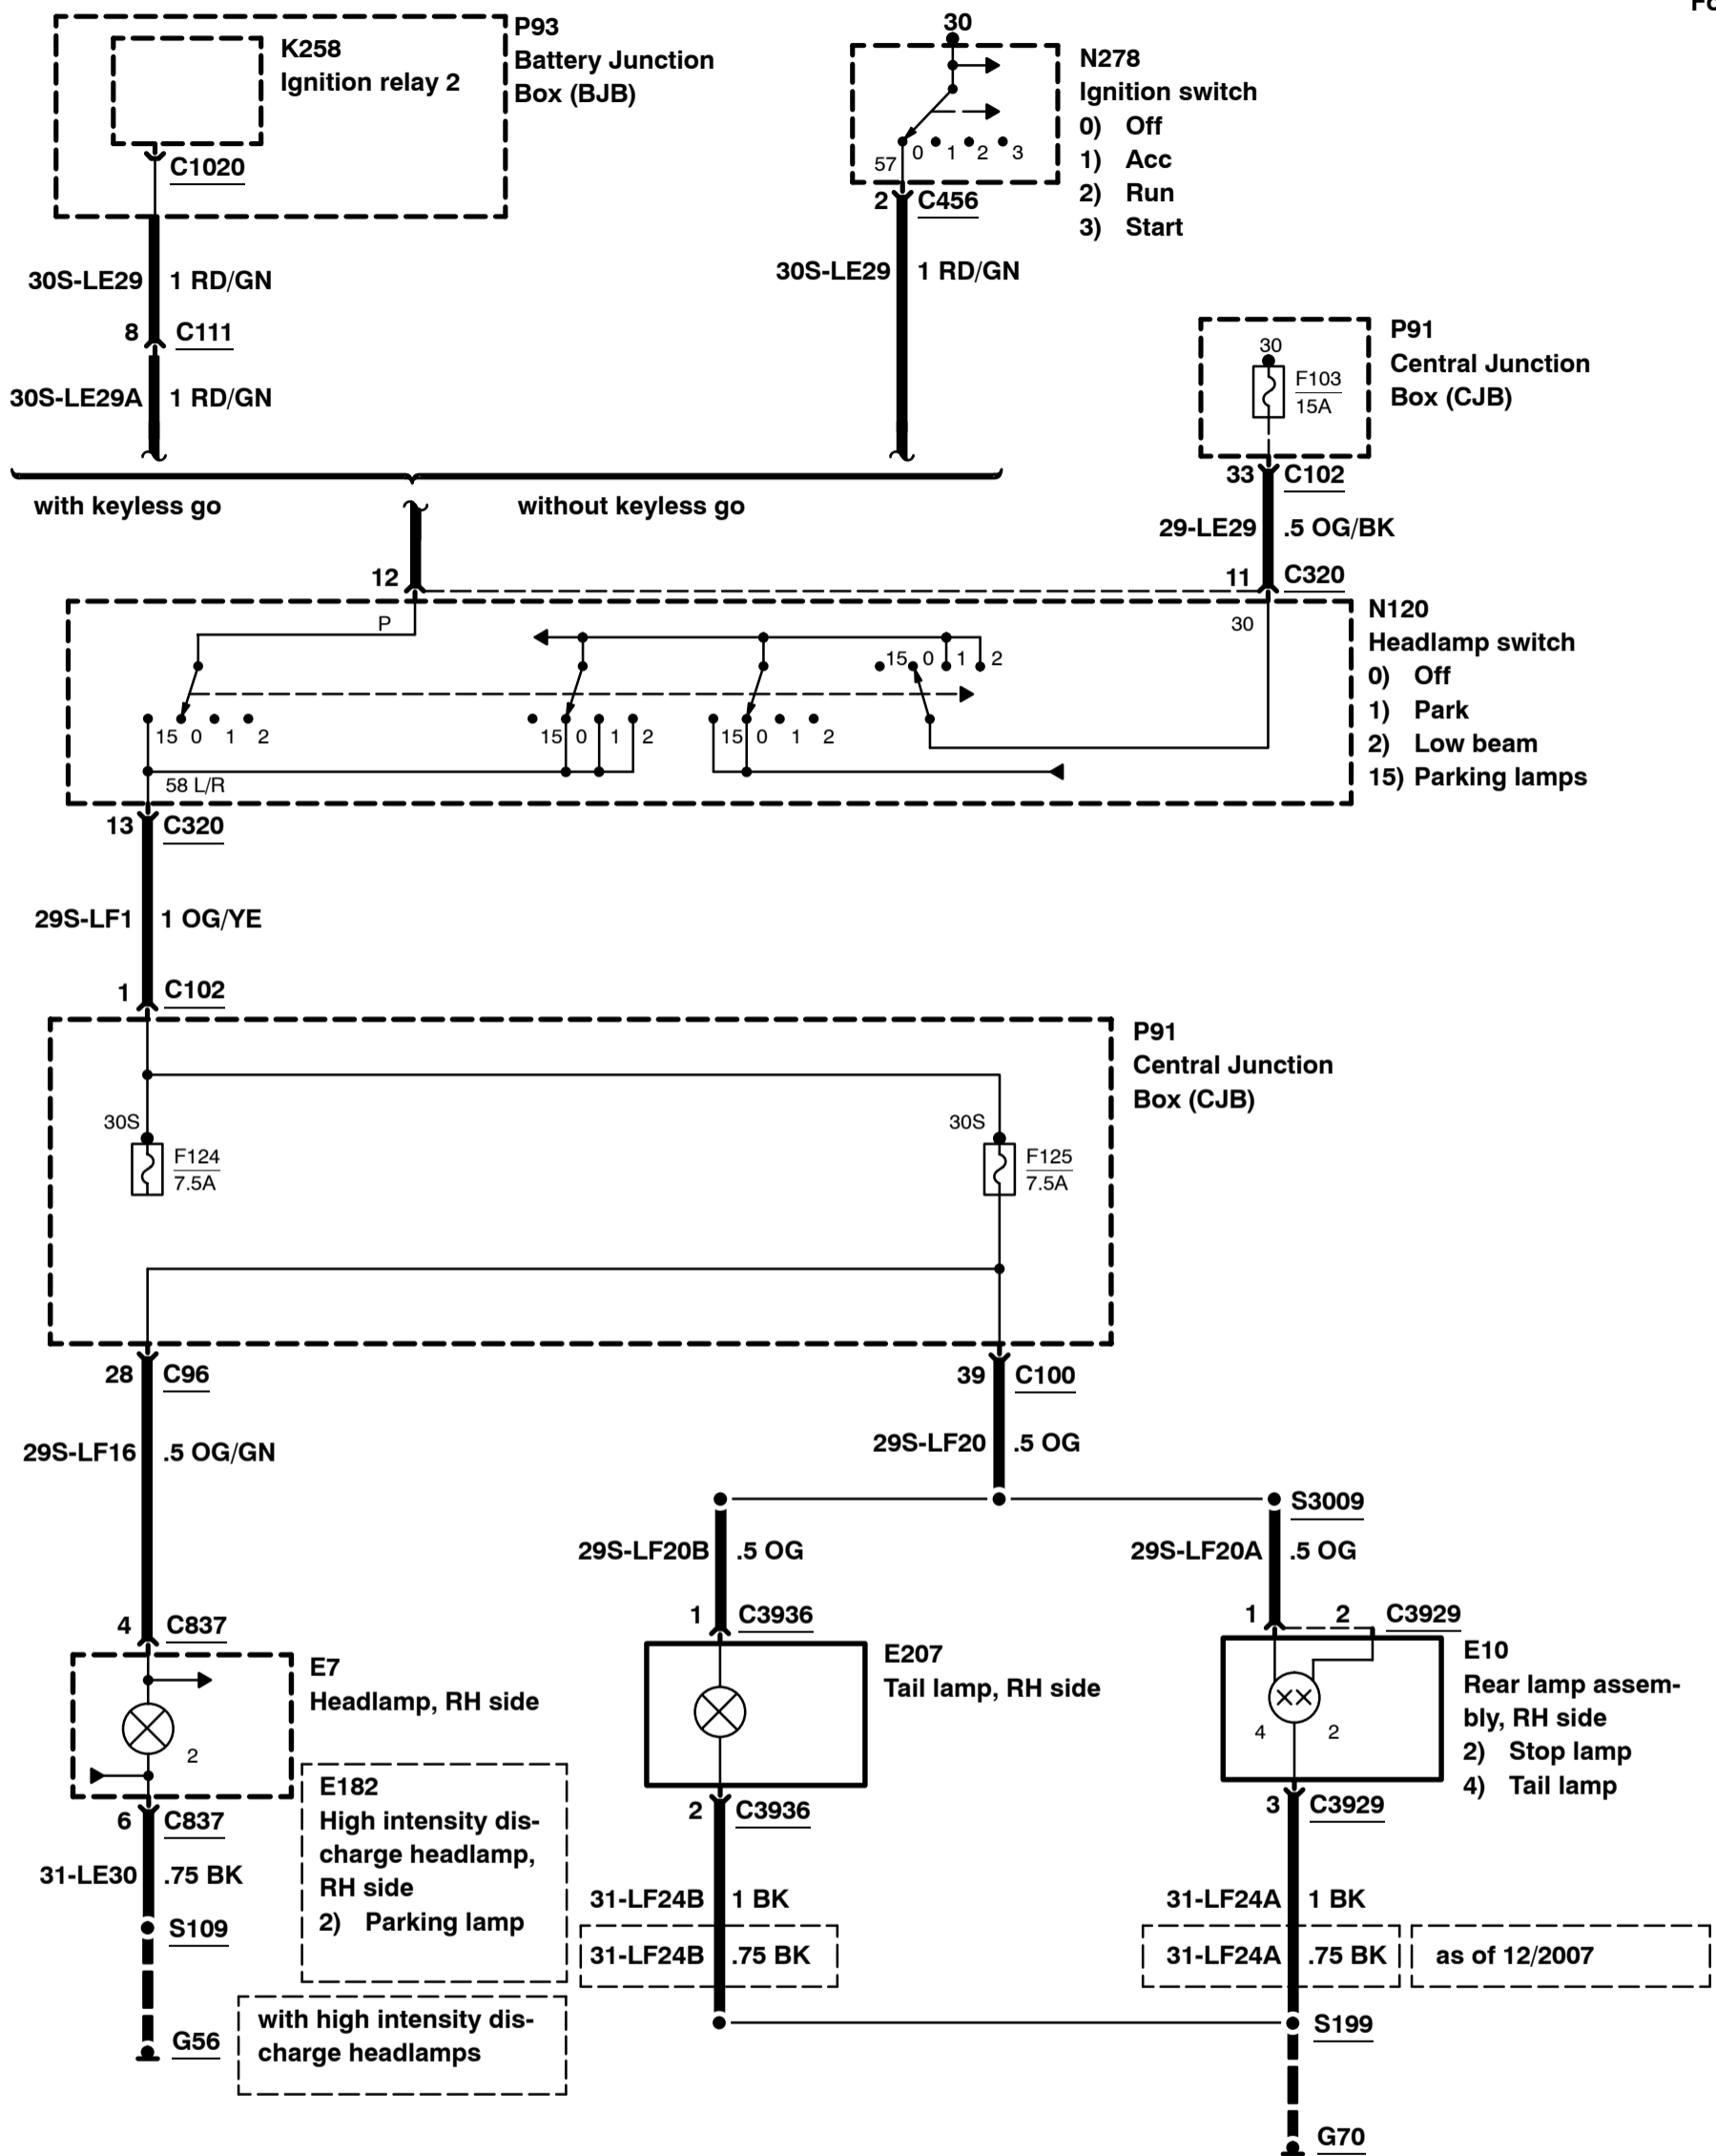 Fo
P93
Battery Junction
Box (BJB)
K258
Ignition relay 2
C1020
30S-LE29 1 RD/GN
8 C111
30S-LE29A 1 RD/GN
30
N278
Ignition switch
0) Off
1) Acc
2) Run
3) Start
0 1 2 3
57
2 C456
30S-LE29 1 RD/GN
with keyless go
without keyless go
P91
Central Junction
Box (CJB)
30
F103
15A
33 C102
29-LE29 .5 OG/BK
12
11 C320
N120
Headlamp switch
0) Off
1) Park
2) Low beam
15) Parking lamps
P
30
15 0 1 2
15 0 1 2
15 0 1 2
15 0 1 2
58 L/R
13 C320
29S-LF1 1 OG/YE
1 C102
P91
Central Junction
Box (CJB)
30S
F124
7.5A
30S
F125
7.5A
28 C96
39 C100
29S-LF16 .5 OG/GN
29S-LF20 .5 OG
S3009
29S-LF20B .5 OG
29S-LF20A .5 OG
4 C837
1 C3936
1 2 C3929
E7
Headlamp, RH side
2
E207
Tail lamp, RH side
E10
Rear lamp assem-
bly, RH side
2) Stop lamp
4) Tail lamp
4 2
6 C837
31-LE30 .75 BK
S109
G56
E182
High intensity dis-
charge headlamp,
RH side
2) Parking lamp
with high intensity dis-
charge headlamps
2 C3936
3 C3929
31-LF24B 1 BK
31-LF24B .75 BK
31-LF24A 1 BK
31-LF24A .75 BK
as of 12/2007
S199
G70